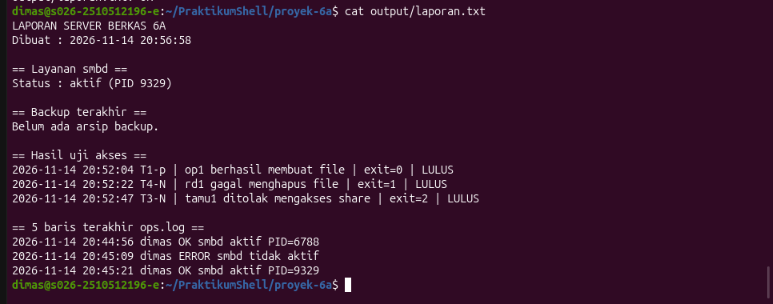 dimas@s026-2510512196-e:~/PraktikumShell/proyek-6a$ cat output/laporan.txt
LAPORAN SERVER BERKAS 6A
Dibuat : 2026-11-14 20:56:58
== Layanan smbd ==
Status : aktif (PID 9329)
== Backup terakhir ==
Belum ada arsip backup.
== Hasil uji akses ==
2026-11-14 20:52:04 T1-p | op1 berhasil membuat file | exit=0 | LULUS
2026-11-14 20:52:22 T4-N | rd1 gagal menghapus file | exit=1 | LULUS
2026-11-14 20:52:47 T3-N | tamu1 ditolak mengakses share | exit=2 | LULUS
== 5 baris terakhir ops.log ==
2026-11-14 20:44:56 dimas OK smbd aktif PID=6788
2026-11-14 20:45:09 dimas ERROR smbd tidak aktif
2026-11-14 20:45:21 dimas OK smbd aktif PID=9329
dimas@s026-2510512196-e:~/PraktikumShell/proyek-6a$